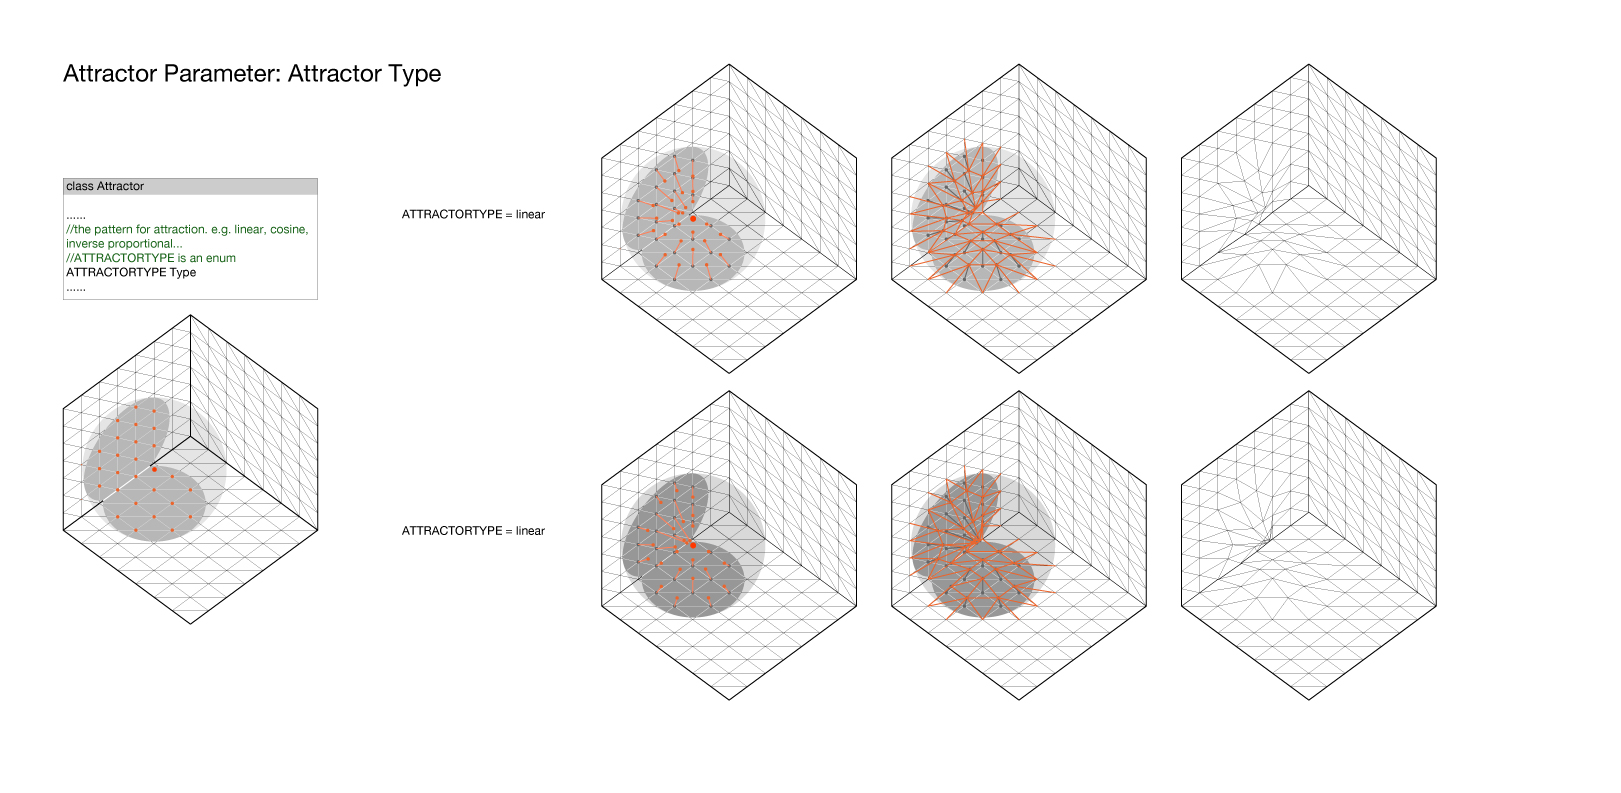 Attractor Parameter: Attractor Type
class Attractor
......
//the pattern for attraction. e.g. linear, cosine,
inverse proportional...
//ATTRACTORTYPE is an enum
ATTRACTORTYPE Type
......
ATTRACTORTYPE = linear
ATTRACTORTYPE = linear